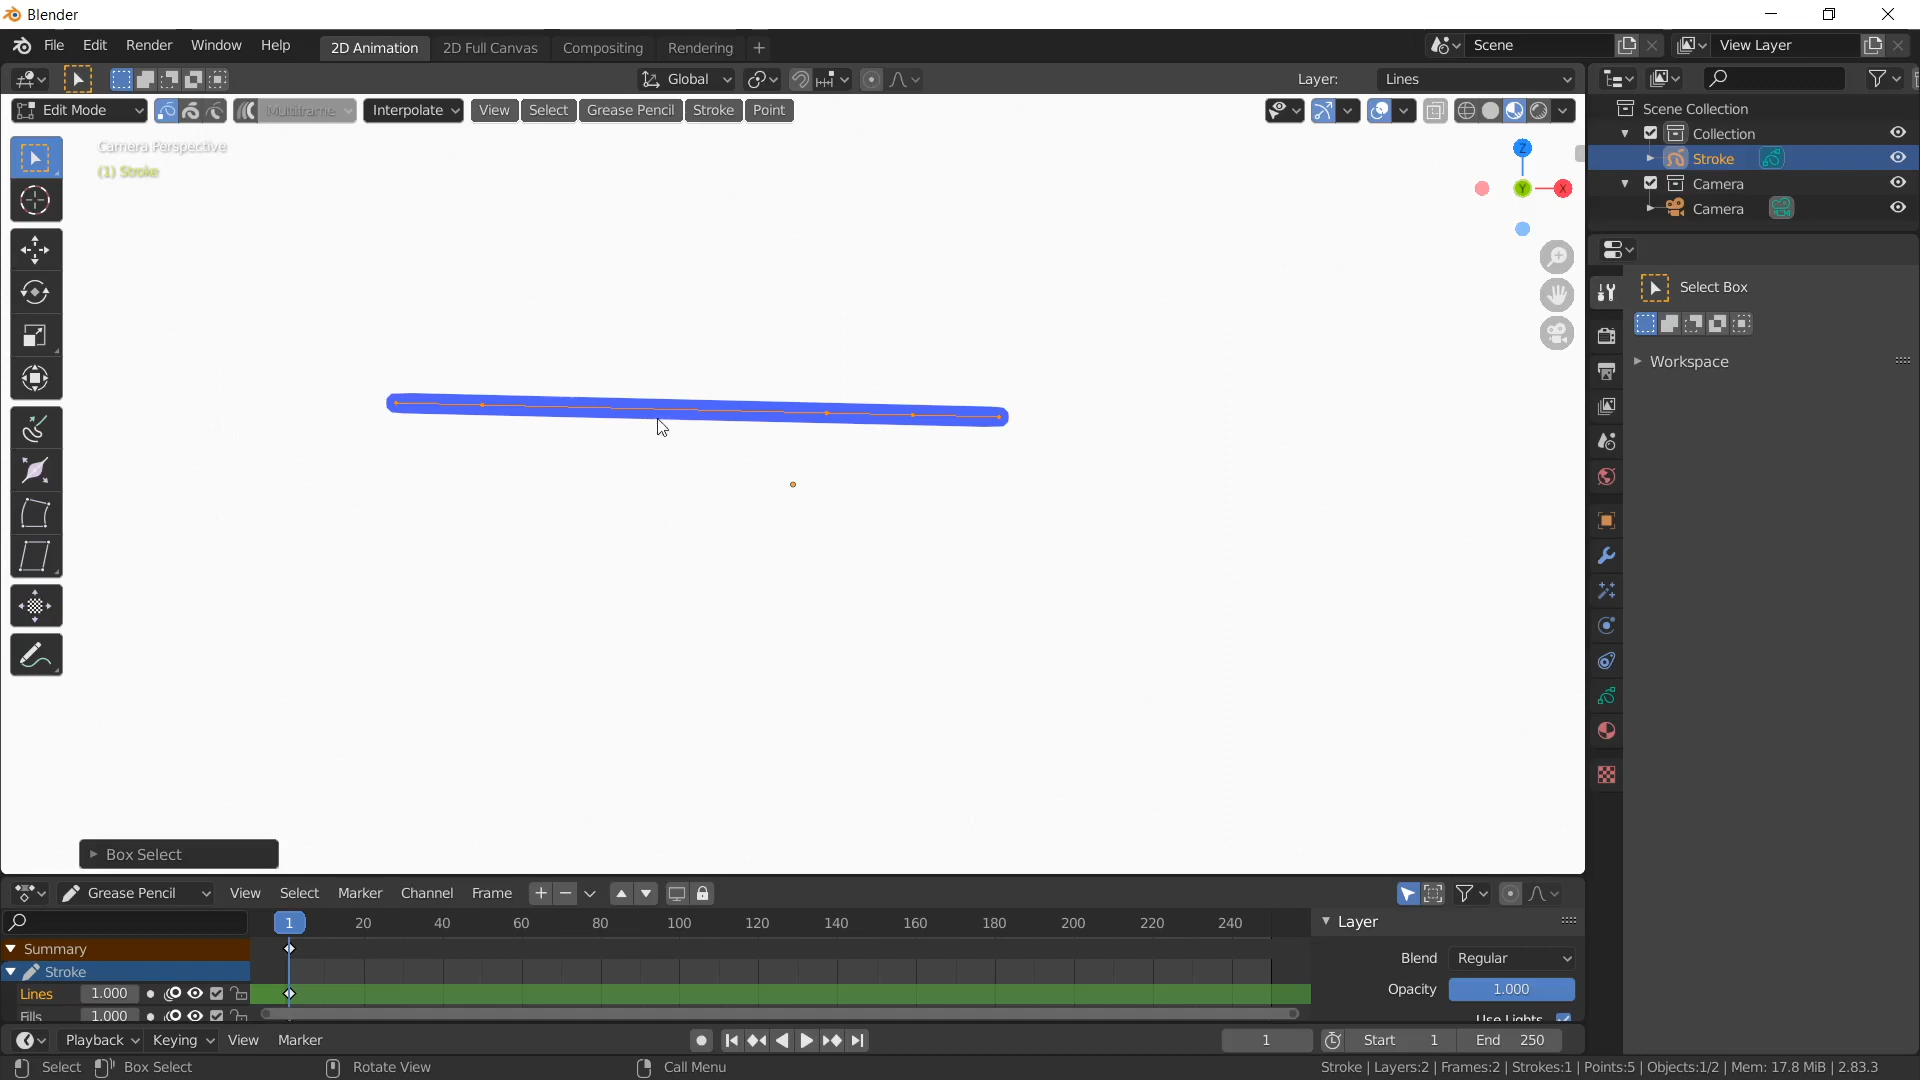 Blender
File Edit Render Window Help 2D Animation 2D Full Canvas Compositing Rendering + Scene View Layer
Global Layer: Lines
Edit Mode Multiframe Interpolate View Select Grease Pencil Stroke Point
Scene Collection
Collection
Stroke
Camera
Camera
Camera Perspective
(1) Stroke
Z
Y X
Select Box
Workspace
Box Select
Grease Pencil View Select Marker Channel Frame
1 20 40 60 80 100 120 140 160 180 200 220 240 Layer
Summary
Blend Regular
Stroke
Lines 1.000 Opacity 1.000
Fills 1.000
Use Lights
Playback Keying View Marker 1 Start 1 End 250
Select Box Select Rotate View Call Menu Stroke | Layers:2 | Frames:2 | Strokes:1 | Points:5 | Objects:1/2 | Mem: 17.8 MiB | 2.83.3